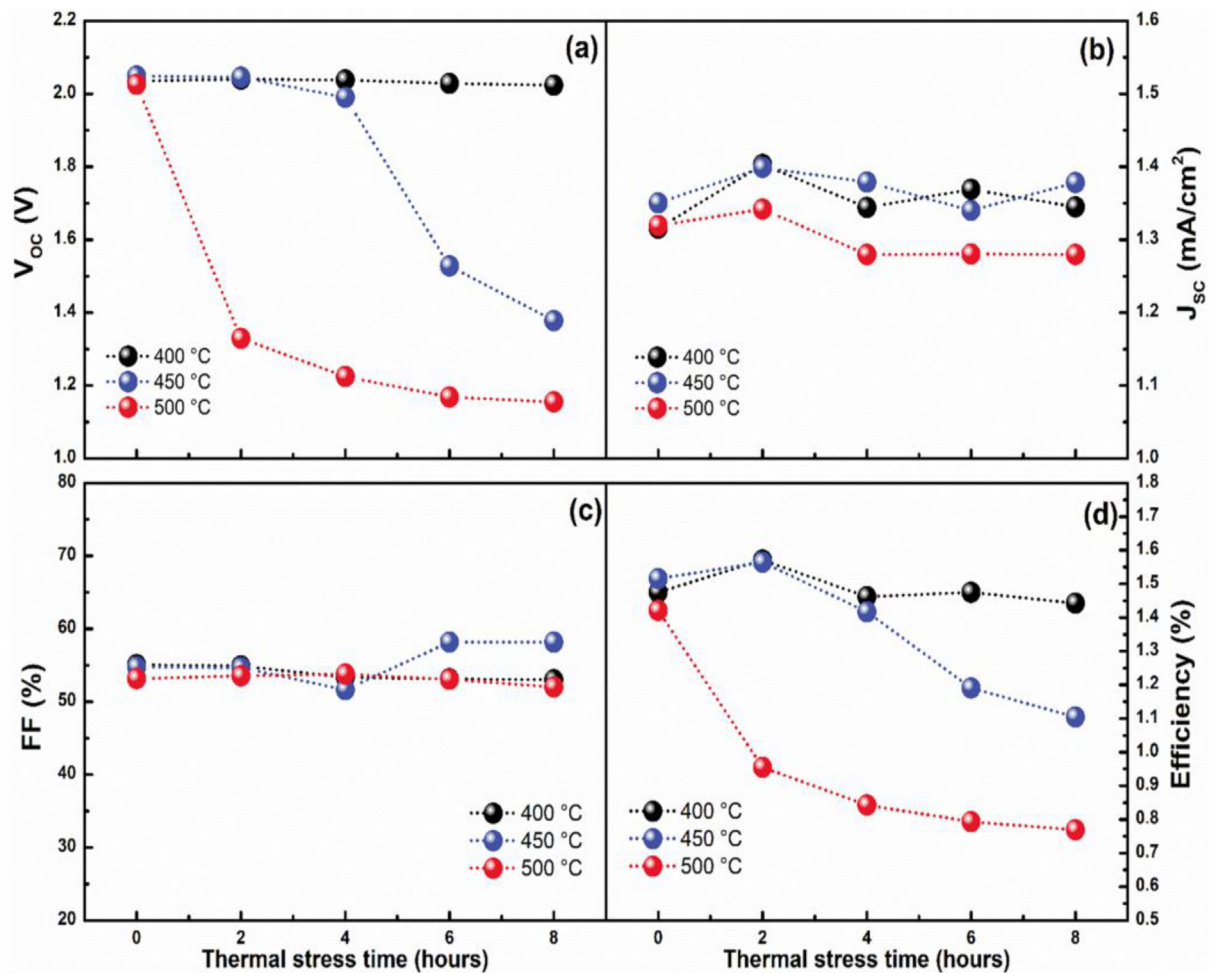 (a)
V_OC (V)
2.2
2.0
1.8
1.6
1.4
1.2
1.0
400 °C
450 °C
500 °C
(b)
J_SC (mA/cm²)
1.6
1.5
1.4
1.3
1.2
1.1
1.0
400 °C
450 °C
500 °C
(c)
FF (%)
80
70
60
50
40
30
20
400 °C
450 °C
500 °C
0 2 4 6 8
Thermal stress time (hours)
(d)
Efficiency (%)
1.8
1.7
1.6
1.5
1.4
1.3
1.2
1.1
1.0
0.9
0.8
0.7
0.6
0.5
400 °C
450 °C
500 °C
0 2 4 6 8
Thermal stress time (hours)